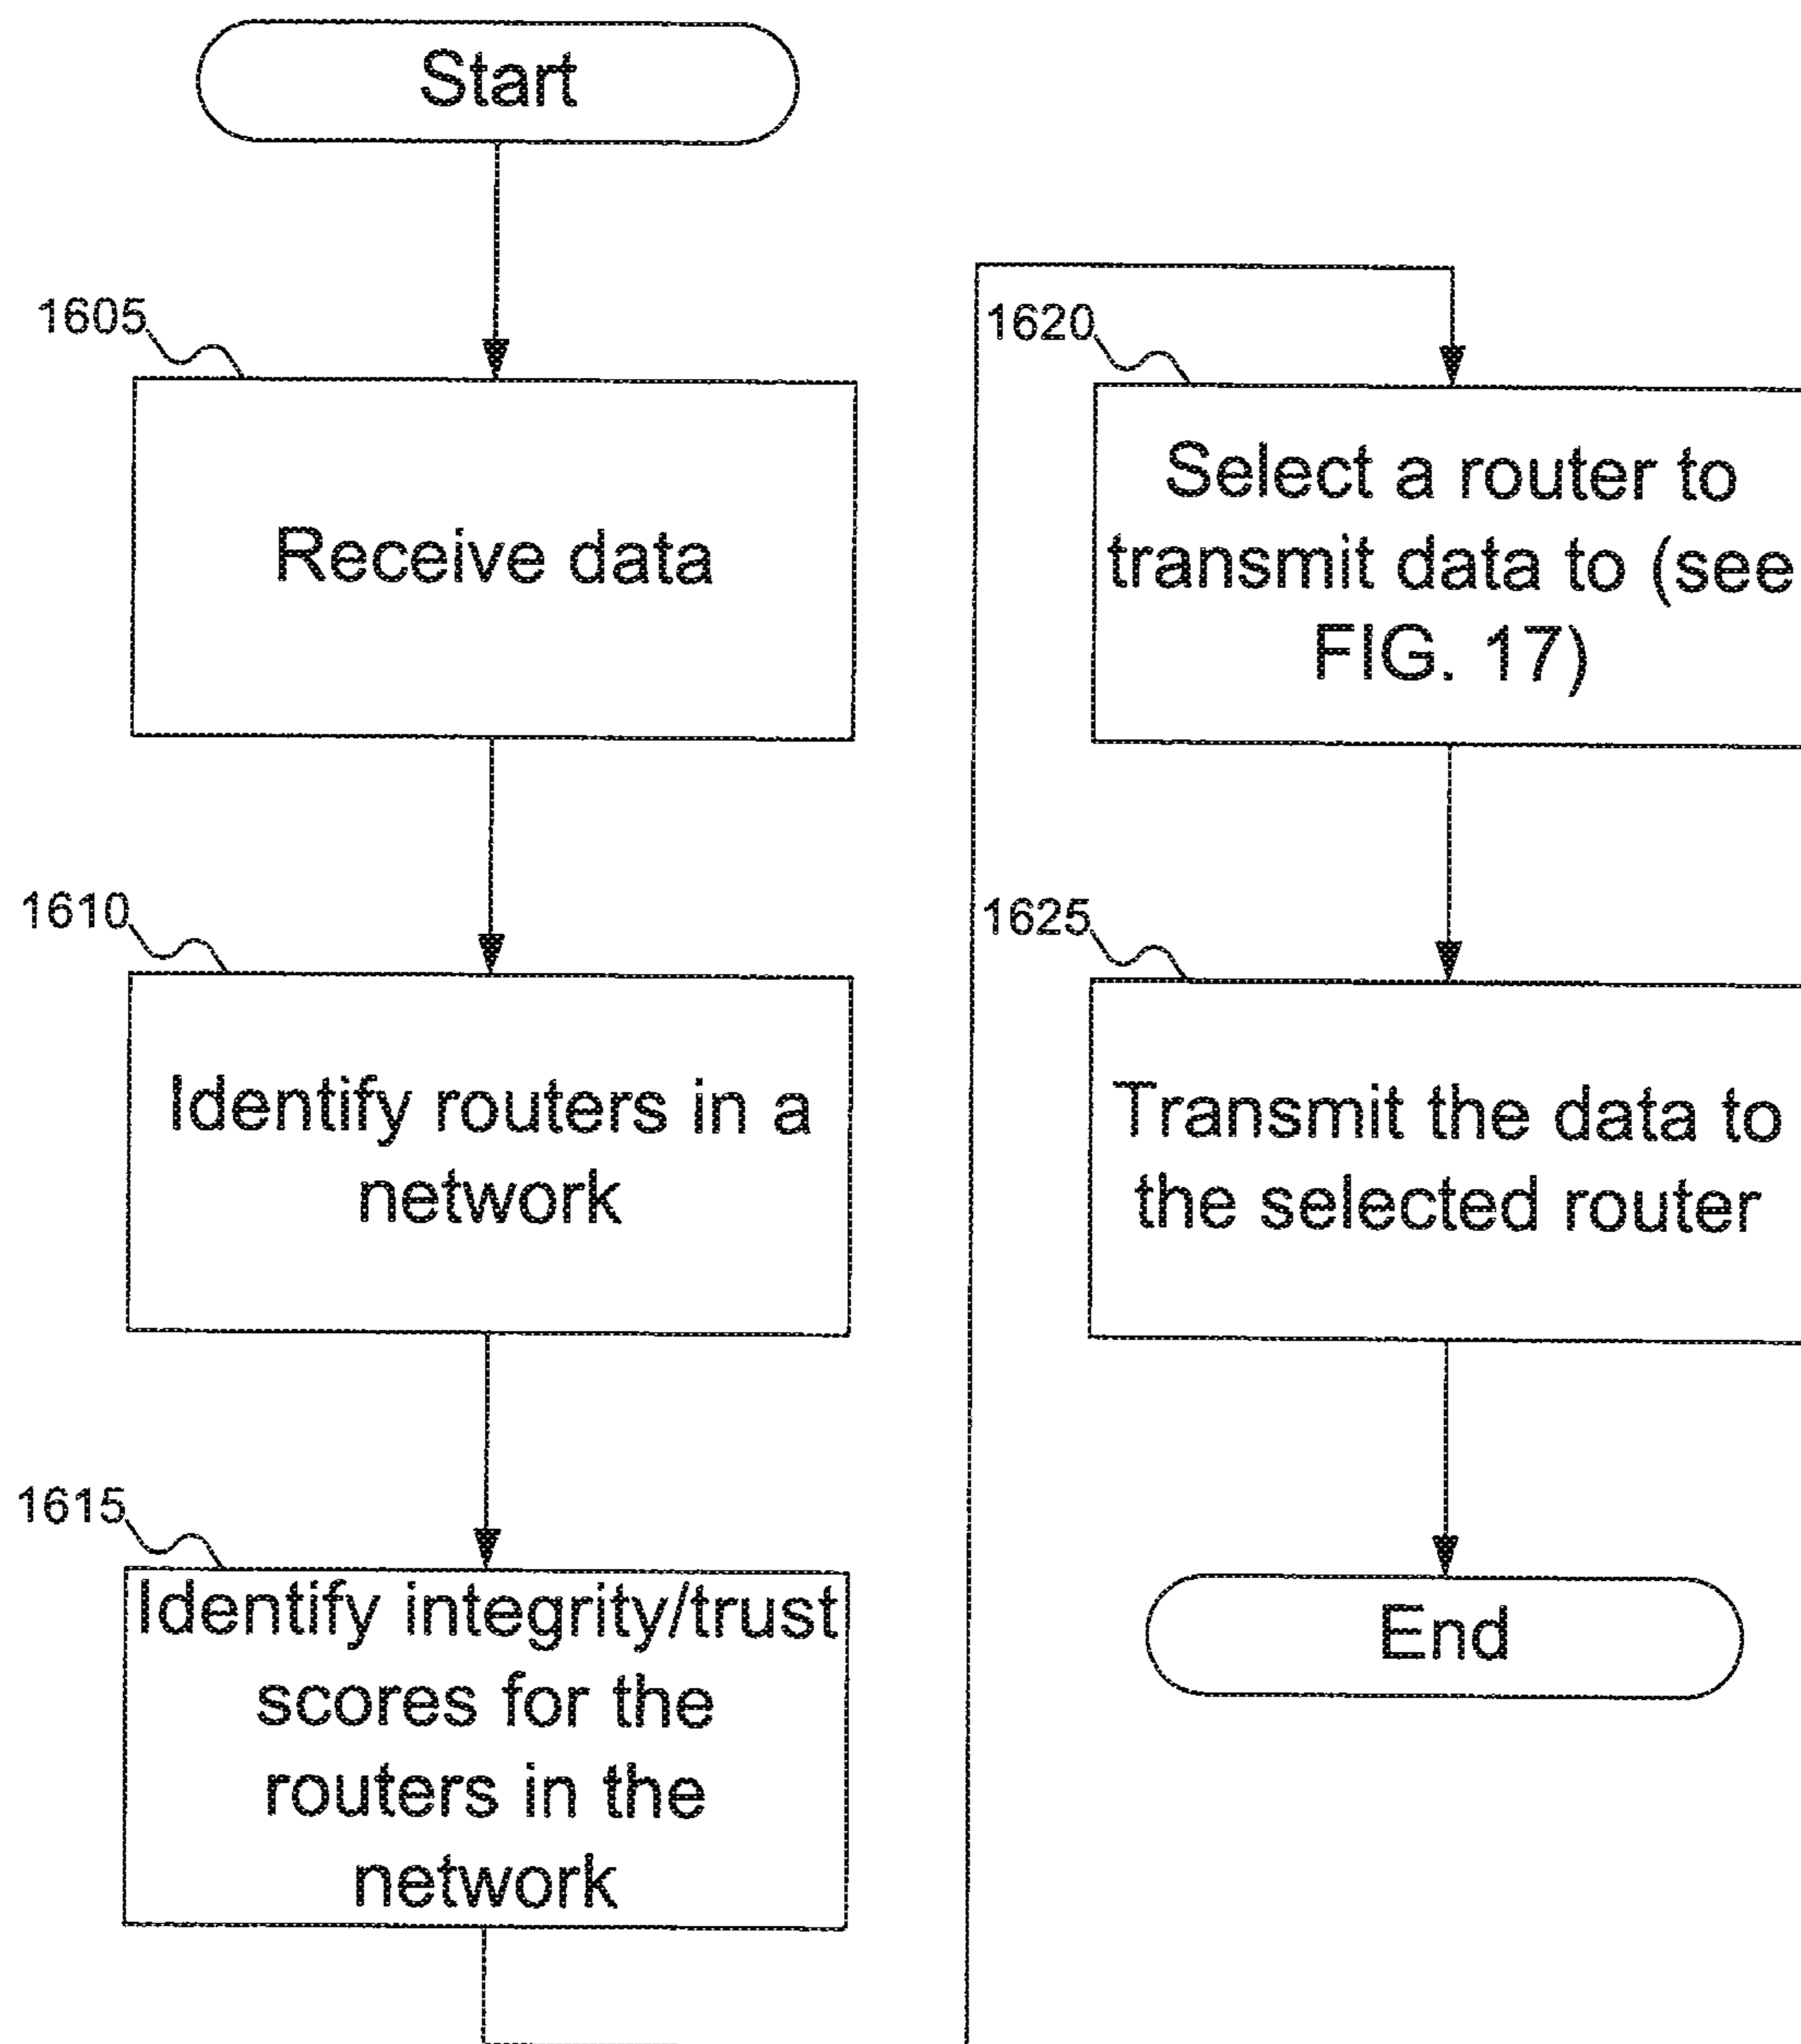 Start
1605
Receive data
1610
Identify routers in a
network
1615
Identify integrity/trust
scores for the
routers in the
network
1620
Select a router to
transmit data to (see
FIG. 17)
1625
Transmit the data to
the selected router
End